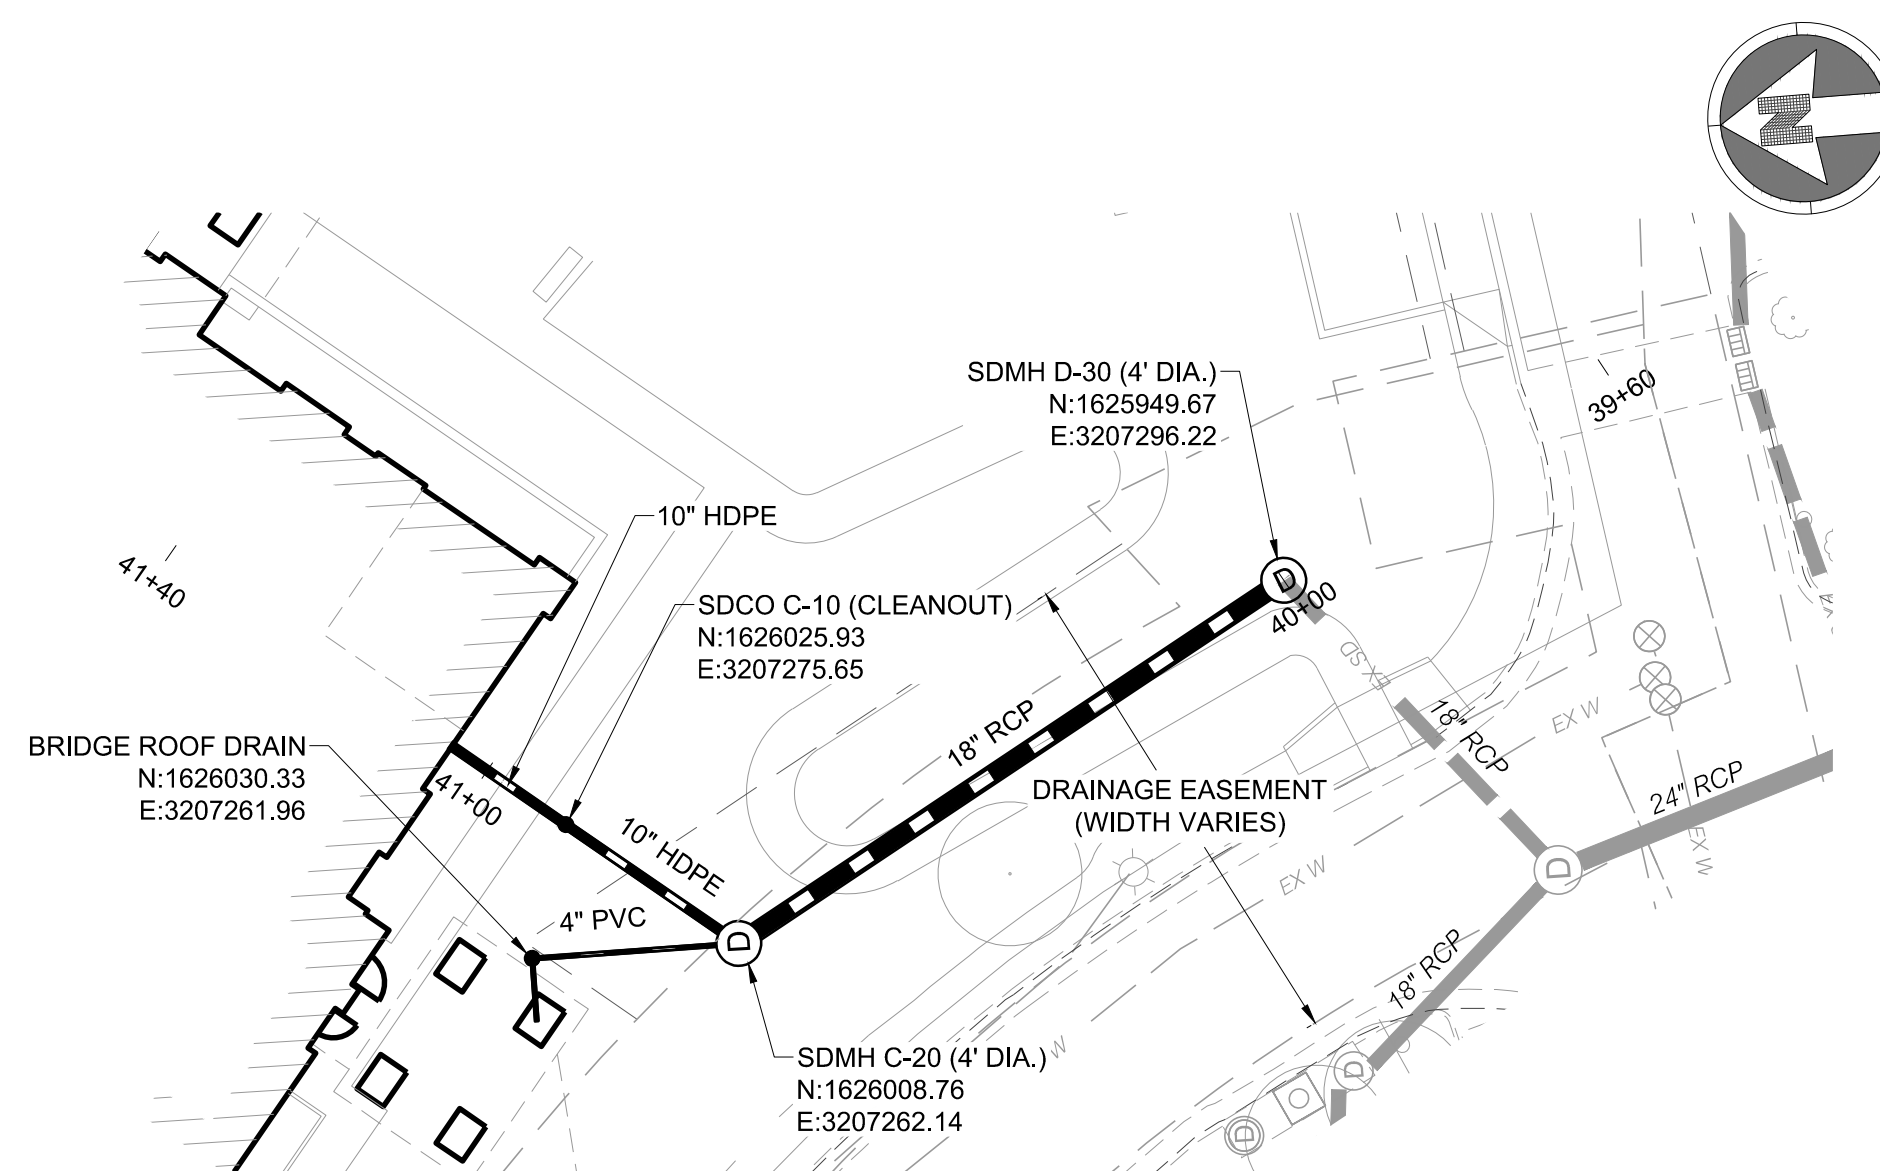 N
SDMH D-30 (4' DIA.)
N:1625949.67
E:3207296.22
39+60
10" HDPE
41+40
SDCO C-10 (CLEANOUT)
N:1626025.93
E:3207275.65
40+00
EX SD
18" RCP
18" RCP
EX W
BRIDGE ROOF DRAIN
N:1626030.33
E:3207261.96
41+00
10" HDPE
DRAINAGE EASEMENT
(WIDTH VARIES)
24" RCP
EX W
EX W
4" PVC
18" RCP
SDMH C-20 (4' DIA.)
N:1626008.76
E:3207262.14
W
D
D
D
D
D